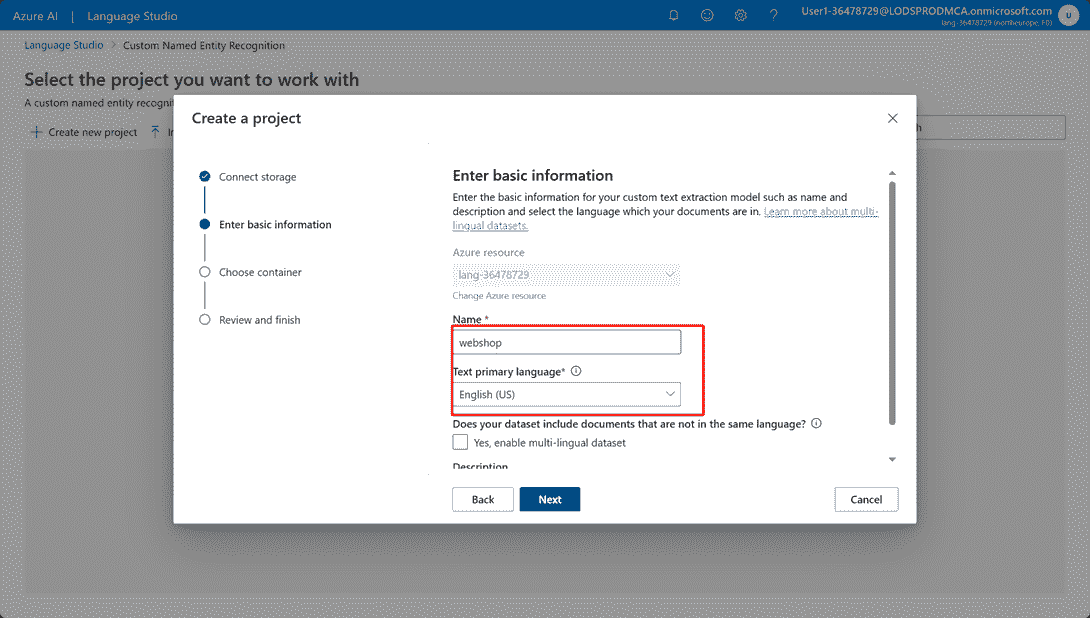 Azure AI | Language Studio
User1-36478729@LODSPRODMCA.onmicrosoft.com
lang-36478729 (northeurope, F0)
U
Language Studio > Custom Named Entity Recognition
Select the project you want to work with
A custom named entity recognit
Create new project
In
h
Create a project
Connect storage
Enter basic information
Choose container
Review and finish
Enter basic information
Enter the basic information for your custom text extraction model such as name and
description and select the language which your documents are in. Learn more about multi-
lingual datasets.
Azure resource
lang-36478729
Change Azure resource
Name *
webshop
Text primary language*
English (US)
Does your dataset include documents that are not in the same language?
Yes, enable multi-lingual dataset
Description
Back
Next
Cancel